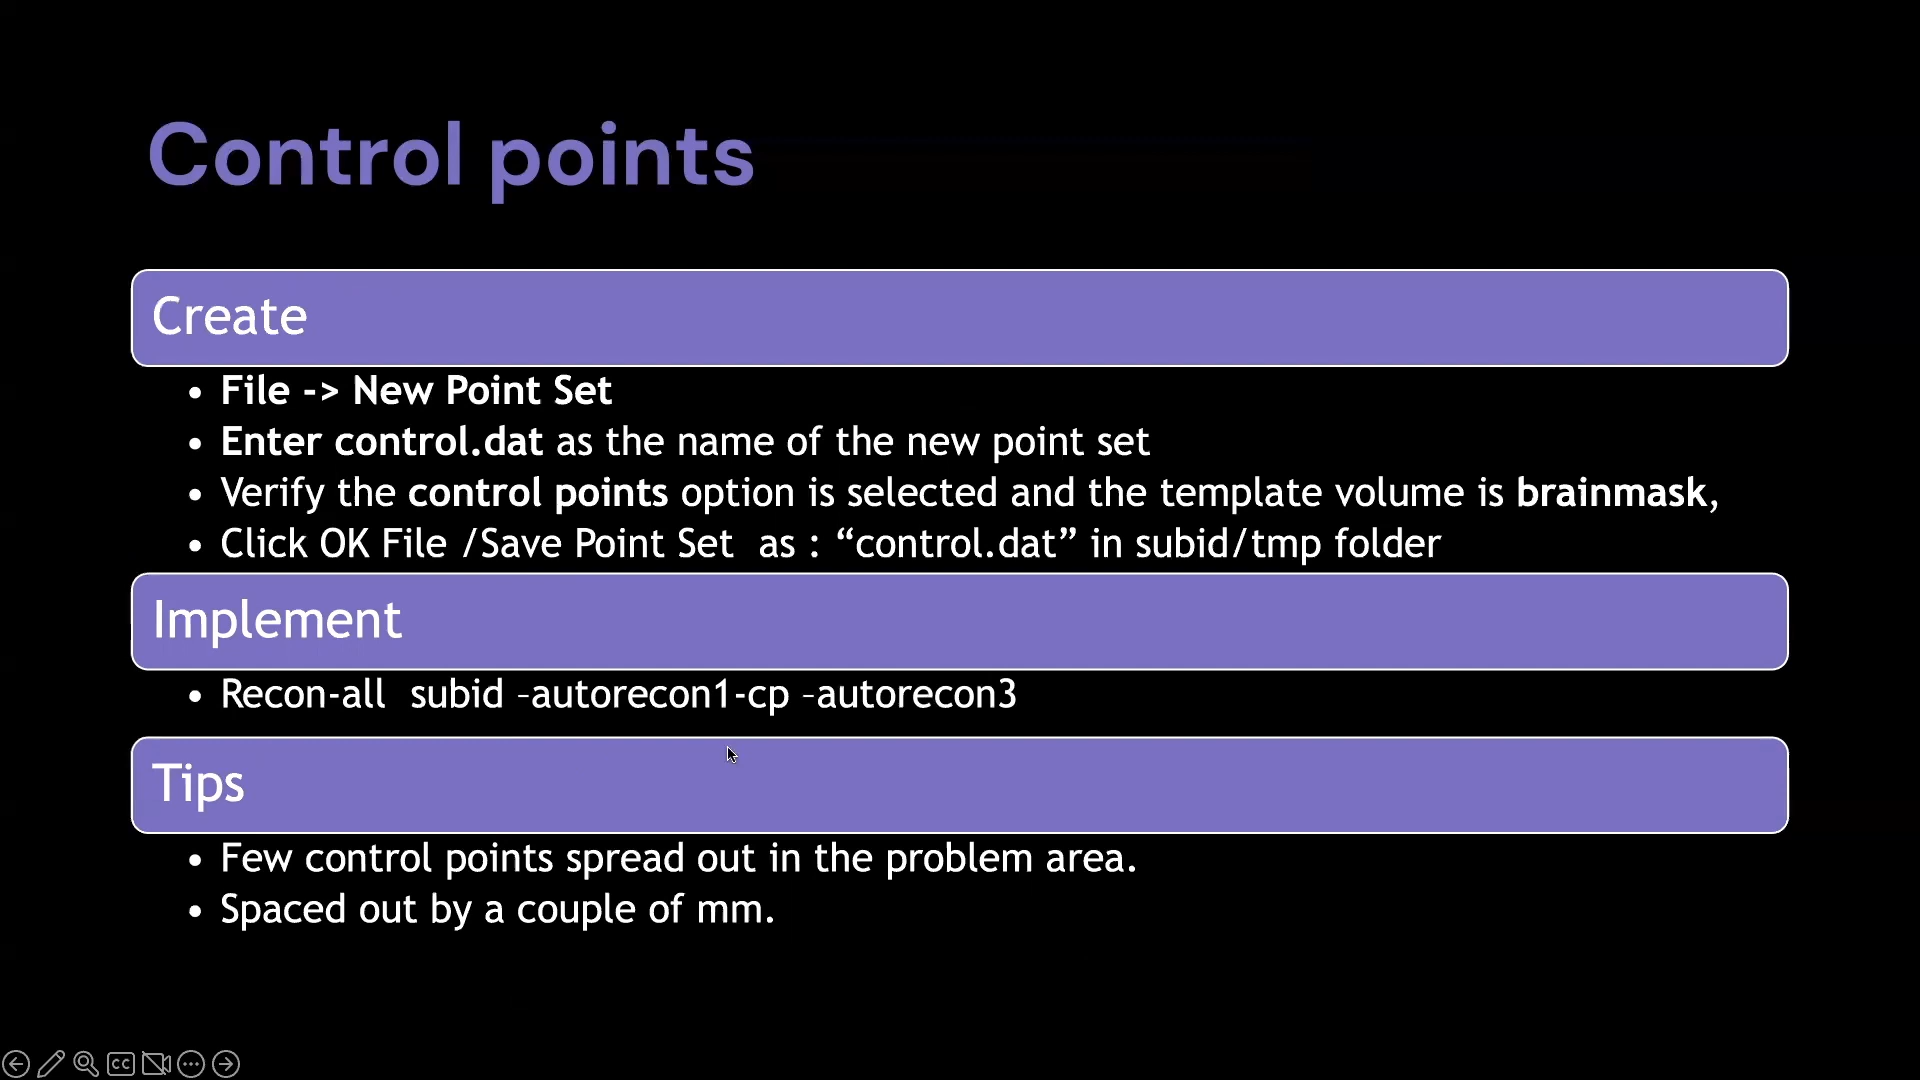 Control points
Create
• File -> New Point Set
• Enter control.dat as the name of the new point set
• Verify the control points option is selected and the template volume is brainmask,
• Click OK File /Save Point Set  as : “control.dat” in subid/tmp folder
Implement
• Recon-all  subid –autorecon1-cp –autorecon3
Tips
• Few control points spread out in the problem area.
• Spaced out by a couple of mm.
CC